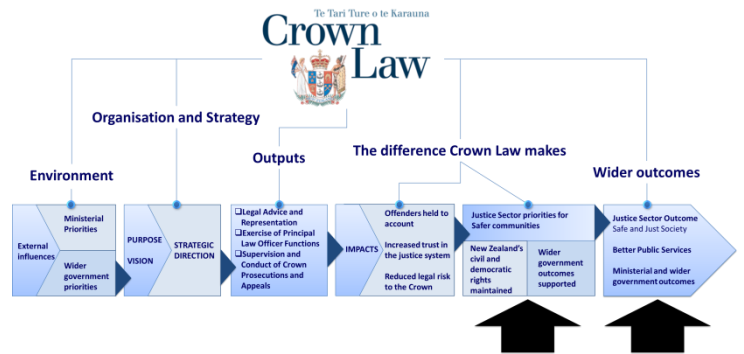 Te Tari Ture o te Karauna
Crown
Law
Organisation and Strategy
The difference Crown Law makes
Outputs
Environment
Wider outcomes
External
influences
Ministerial
Priorities
Wider
government
priorities
PURPOSE
VISION
STRATEGIC
DIRECTION
❑Legal Advice and
Representation
❑Exercise of Principal
Law Officer Functions
❑Supervision and
Conduct of Crown
Prosecutions and
Appeals
IMPACTS
Offenders held to
account
Increased trust in
the justice system
Reduced legal risk
to the Crown
Justice Sector priorities for
Safer communities
New Zealand's
civil and
democratic
rights
maintained
Wider
government
outcomes
supported
Justice Sector Outcome
Safe and Just Society
Better Public Services
Ministerial and wider
government outcomes